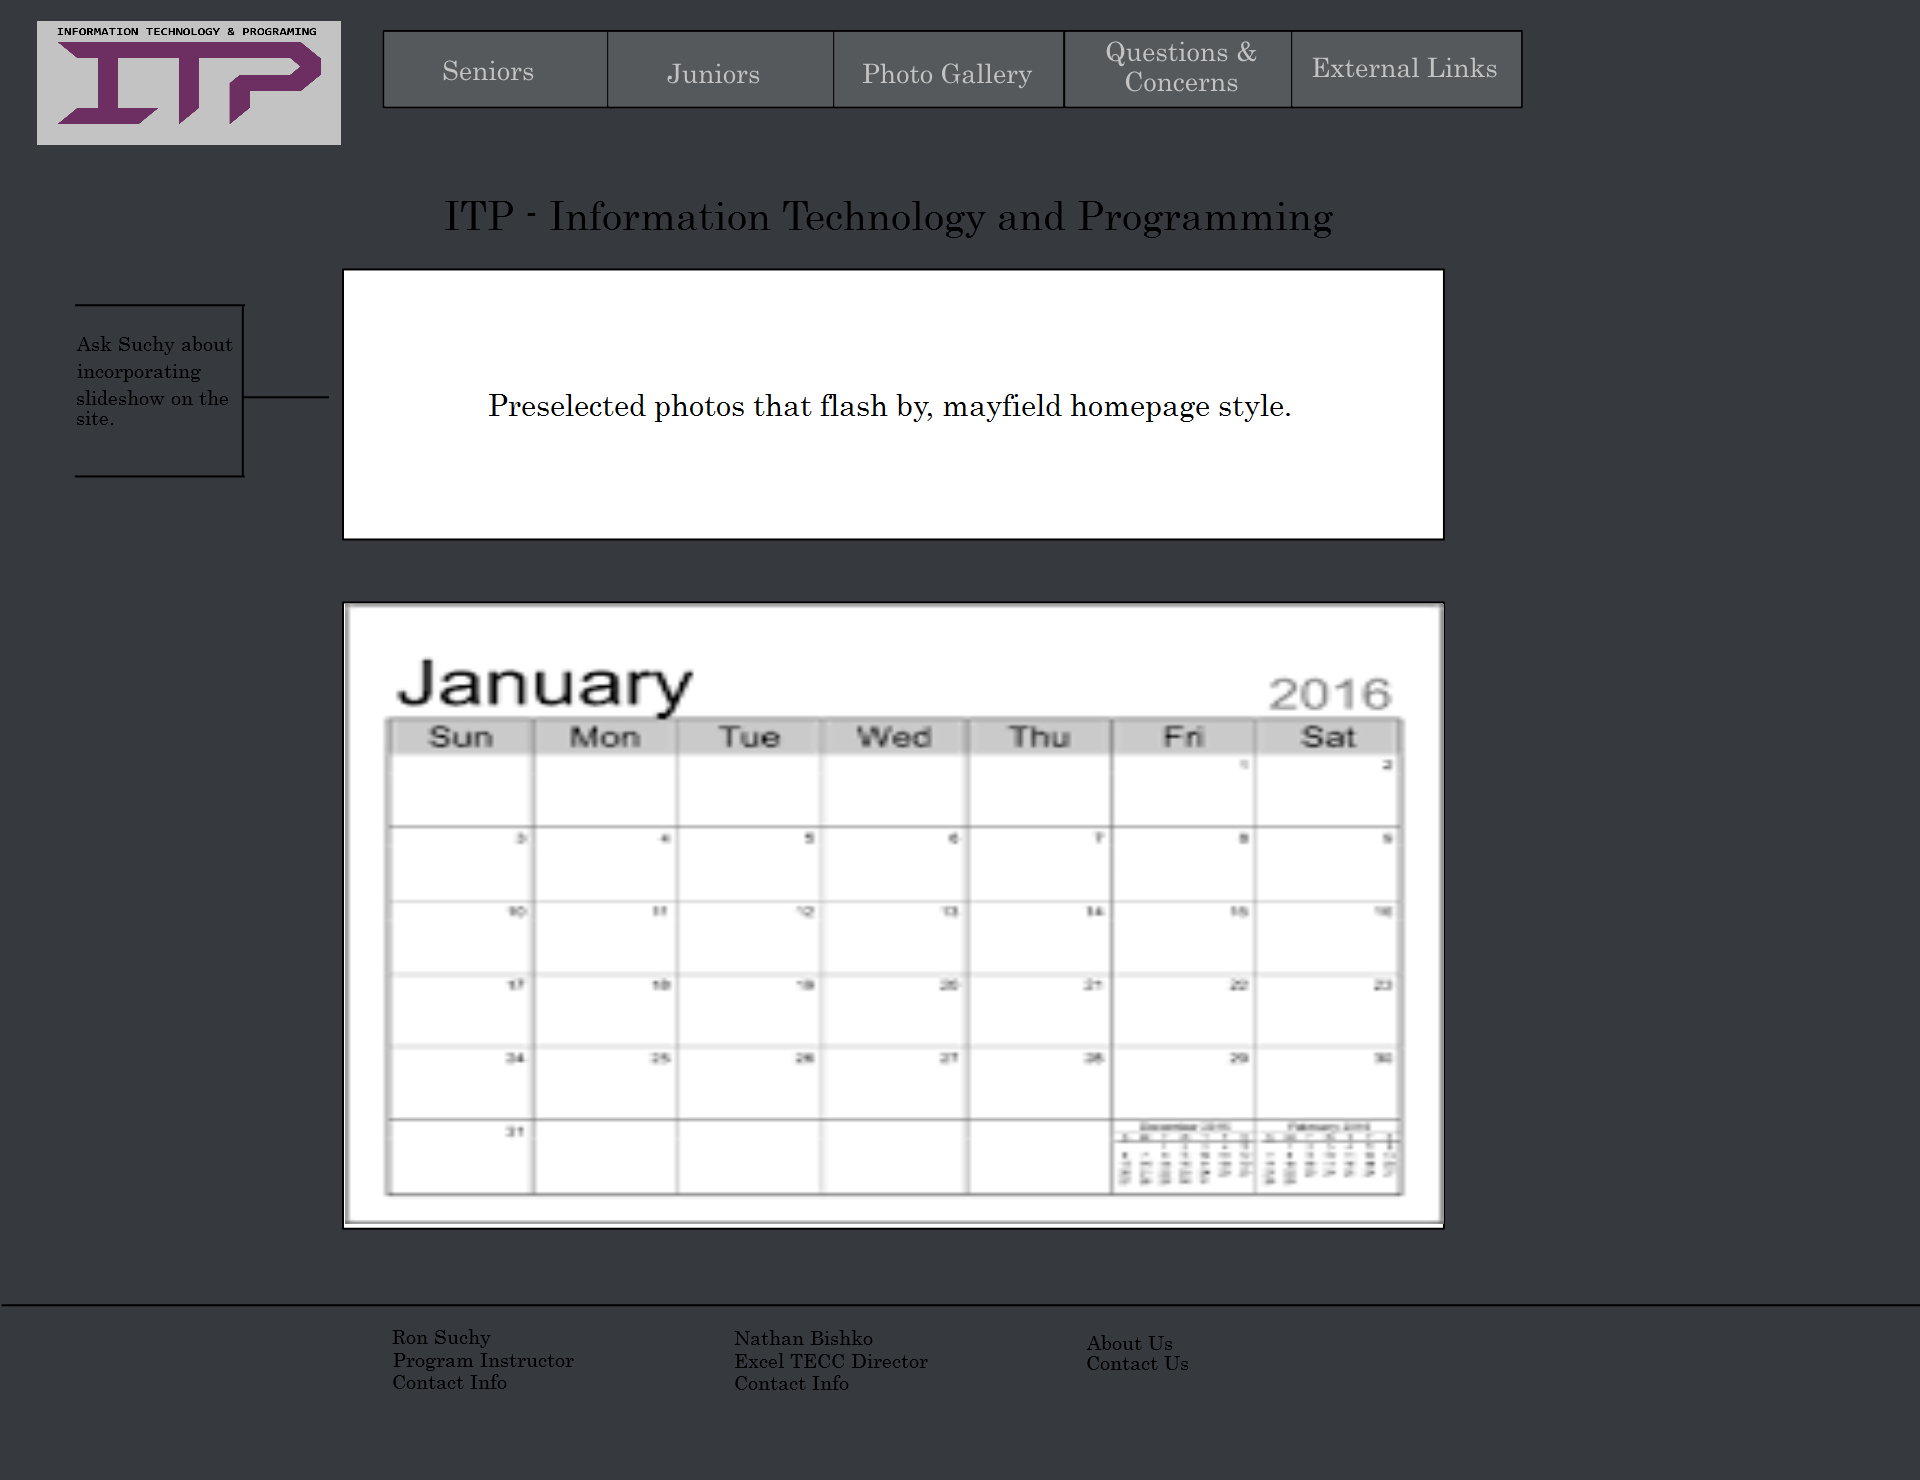 INFORMATION TECHNOLOGY & PROGRAMING
ITP
Seniors
Juniors
Photo Gallery
Questions &
Concerns
External Links
ITP - Information Technology and Programming
Ask Suchy about
incorporating
slideshow on the
site.
Preselected photos that flash by, mayfield homepage style.
January
2016
Sun Mon Tue Wed Thu Fri Sat
1 2
3 4 5 6 7 8 9
10 11 12 13 14 15 16
17 18 19 20 21 22 23
24 25 26 27 28 29 30
31
December 2015 February 2016
Ron Suchy
Program Instructor
Contact Info
Nathan Bishko
Excel TECC Director
Contact Info
About Us
Contact Us